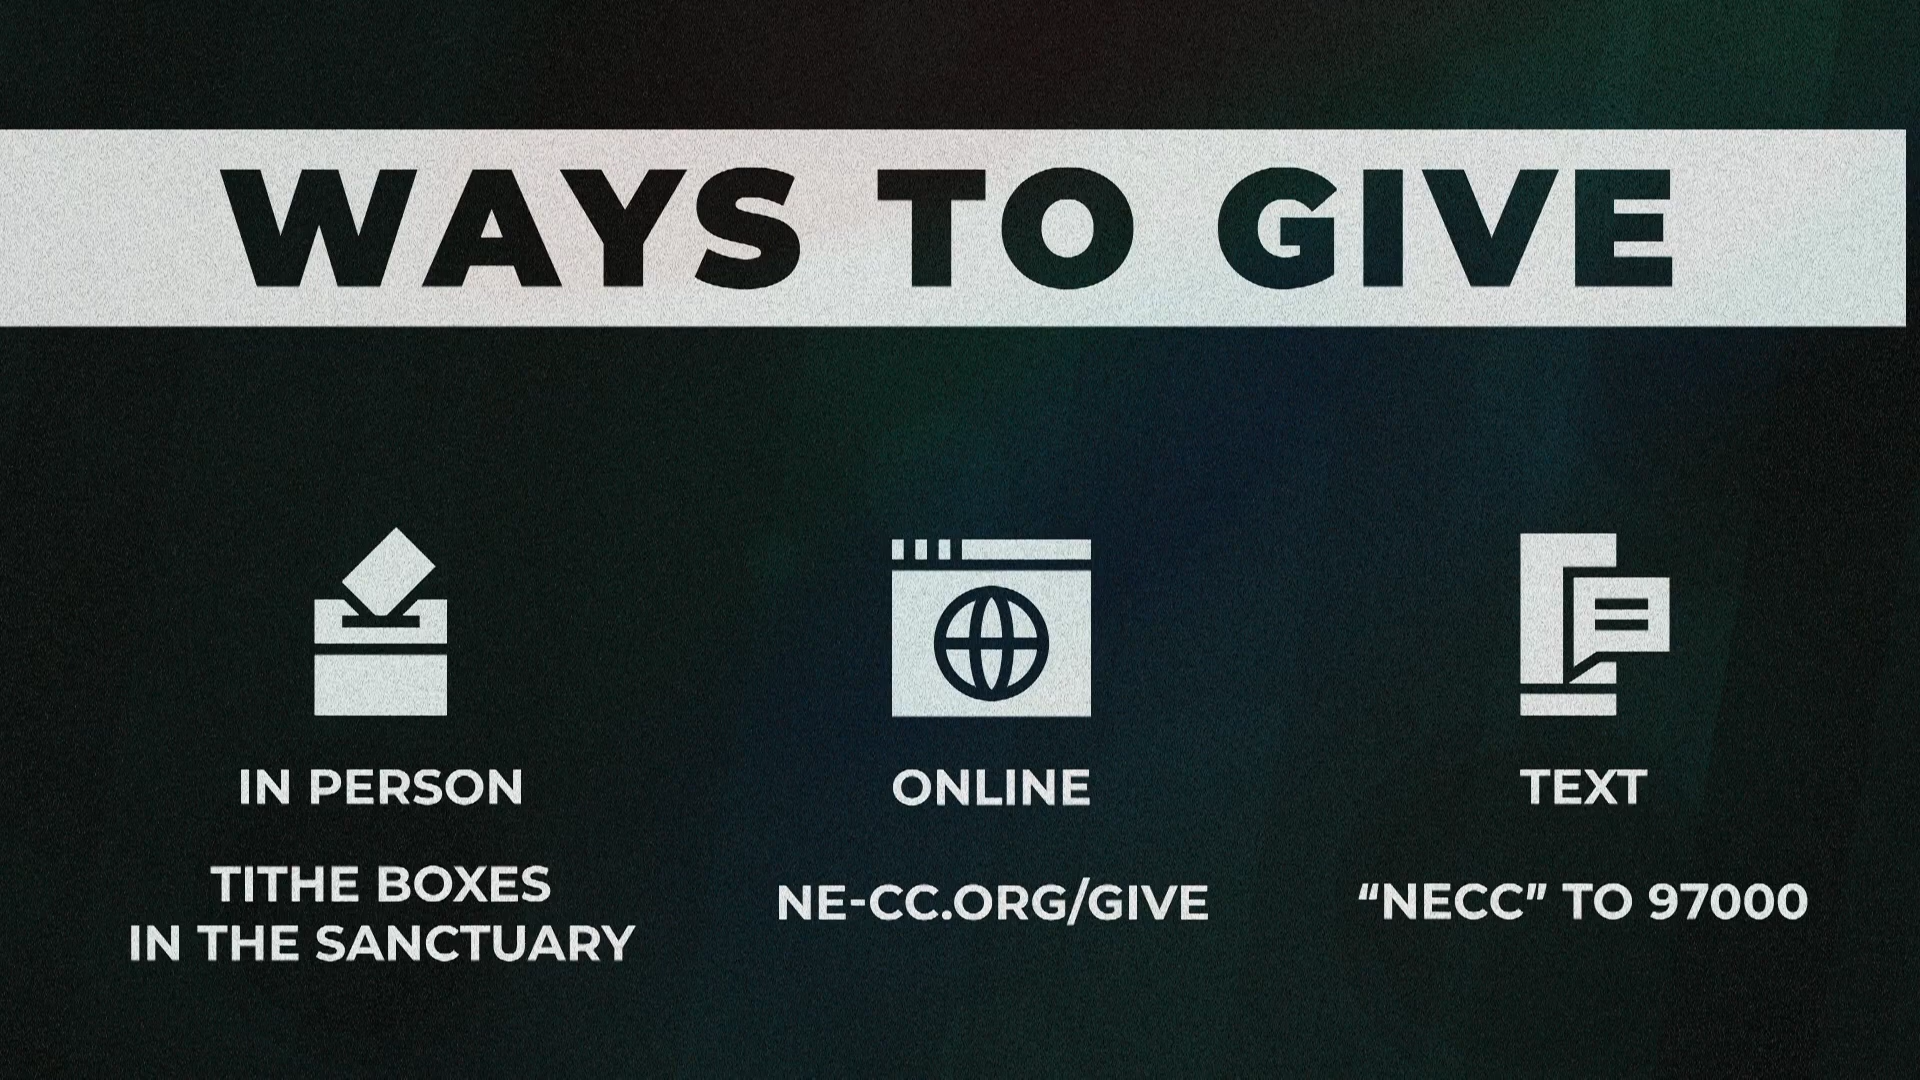 WAYS TO GIVE
IN PERSON
TITHE BOXES
IN THE SANCTUARY
ONLINE
NE-CC.ORG/GIVE
TEXT
“NECC” TO 97000